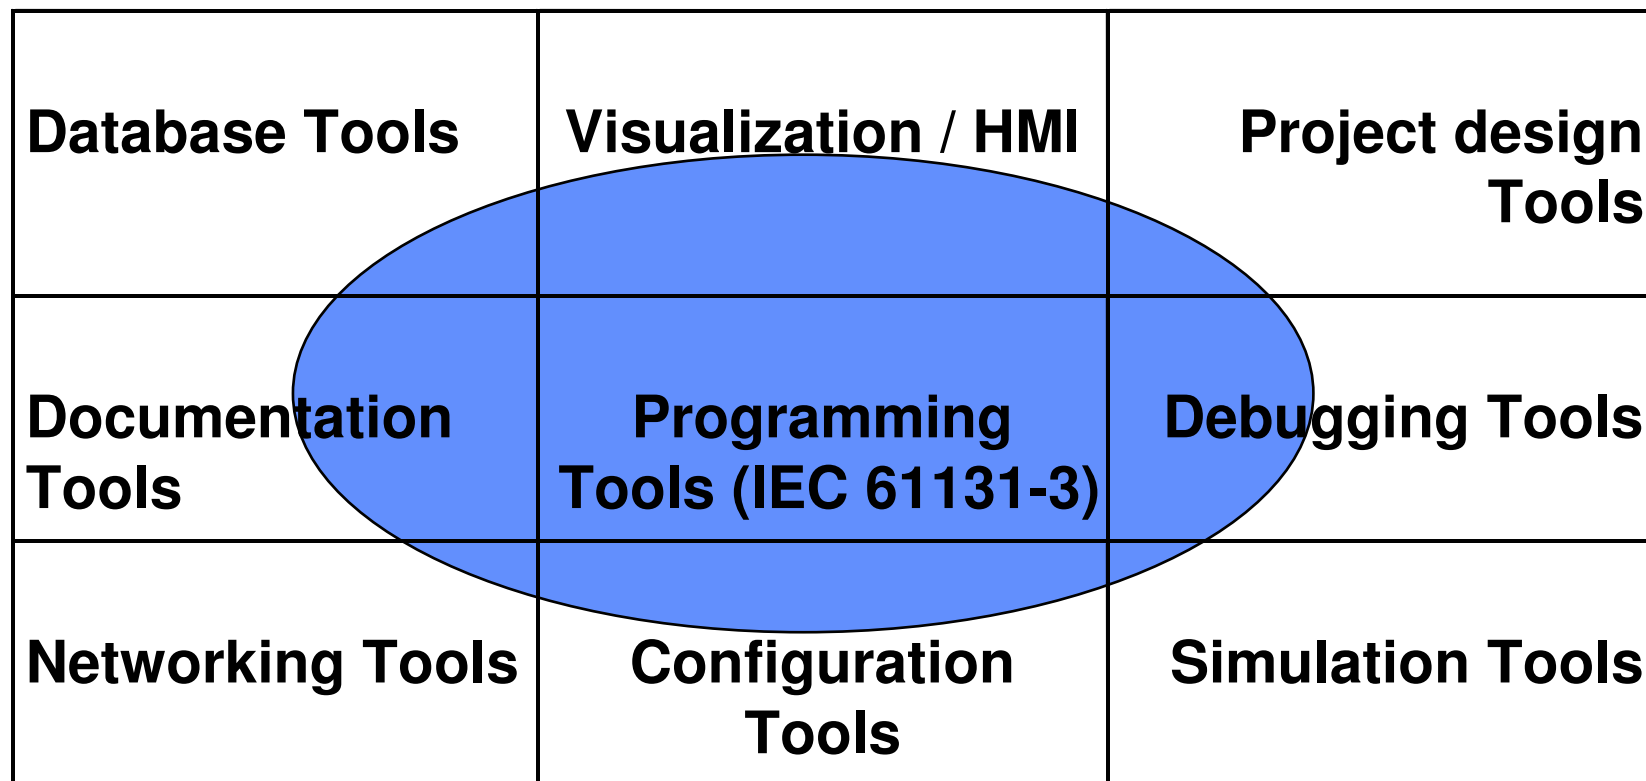 Database Tools
Visualization / HMI
Project design
Tools
Documentation
Tools
Programming
Tools (IEC 61131-3)
Debugging Tools
Networking Tools
Configuration
Tools
Simulation Tools